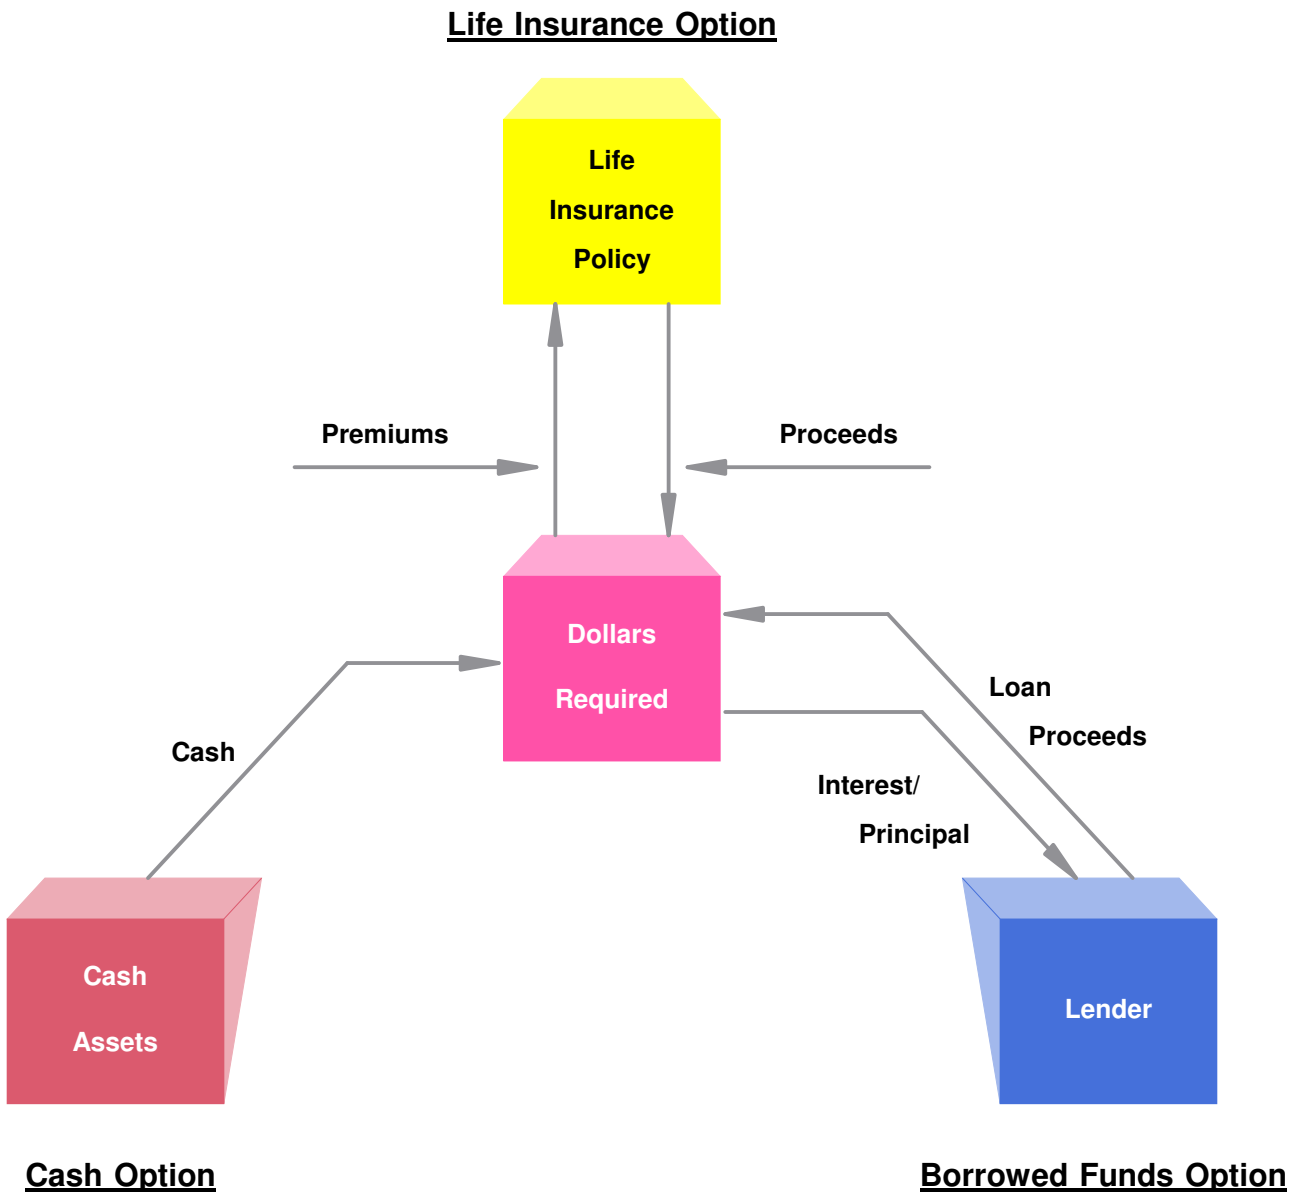 Life Insurance Option
Life
Insurance
Policy
Premiums
Proceeds
Dollars
Required
Loan
Proceeds
Cash
Interest/
Principal
Cash
Assets
Lender
Cash Option
Borrowed Funds Option